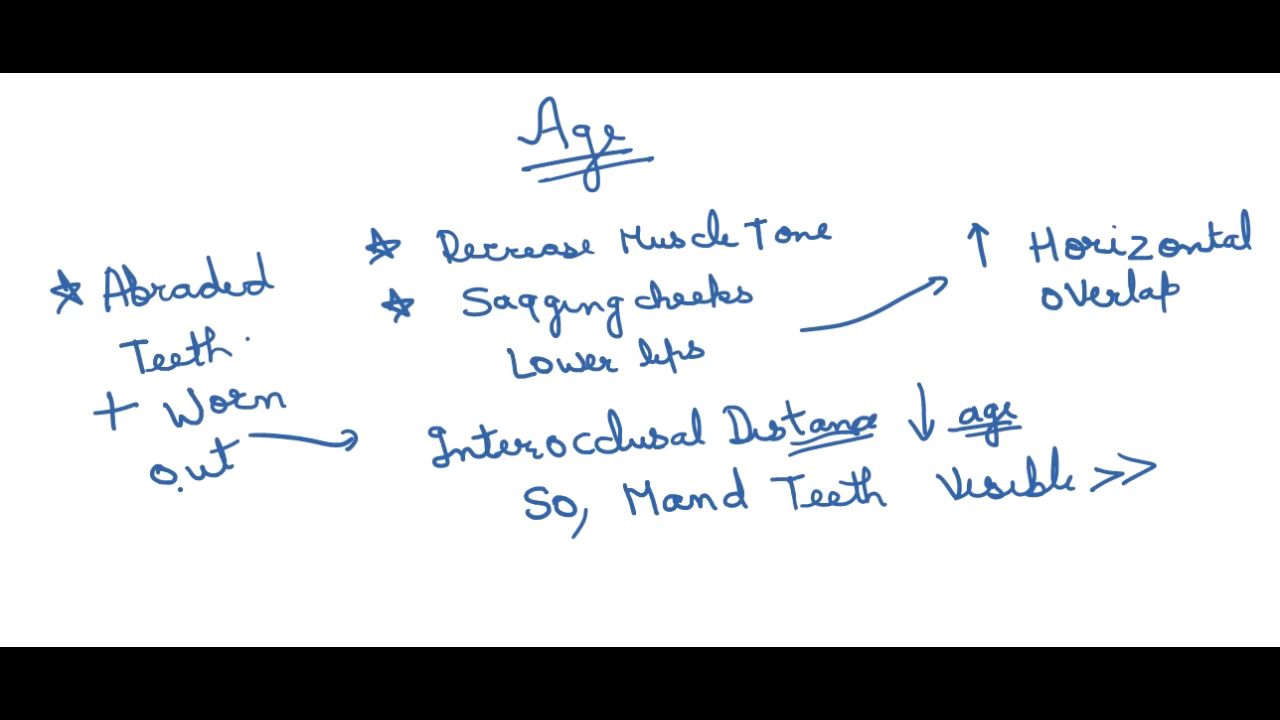 Age
☆ Abraded
Teeth
+ Worn
out →
☆ Decrease Muscle Tone
☆ Sagging cheeks
Lower lips →
↑ Horizontal
overlap
Interocclusal Distance ↓ age
So, Mand Teeth Visible >>